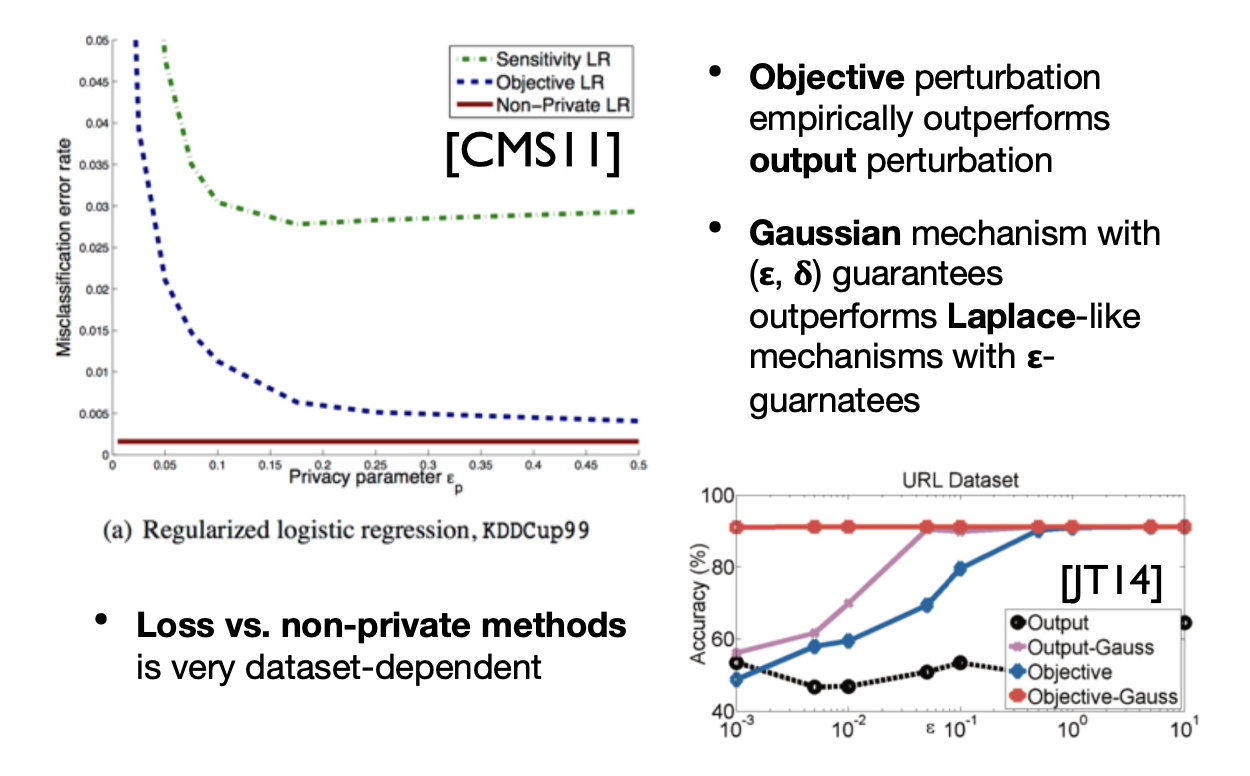 0.05
0.045
0.04
0.035
0.03
0.025
0.02
0.015
0.01
0.005
0
Misclassification error rate
Sensitivity LR
Objective LR
Non-Private LR
[CMS11]
0 0.05 0.1 0.15 0.2 0.25 0.3 0.35 0.4 0.45 0.5
Privacy parameter εp
(a) Regularized logistic regression, KDDCup99
• Objective perturbation
empirically outperforms
output perturbation
• Gaussian mechanism with
(ε, δ) guarantees
outperforms Laplace-like
mechanisms with ε-
guarnatees
• Loss vs. non-private methods
is very dataset-dependent
URL Dataset
100
80
60
40
Accuracy (%)
[JT14]
Output
Output-Gauss
Objective
Objective-Gauss
10-3 10-2 ε 10-1 100 101